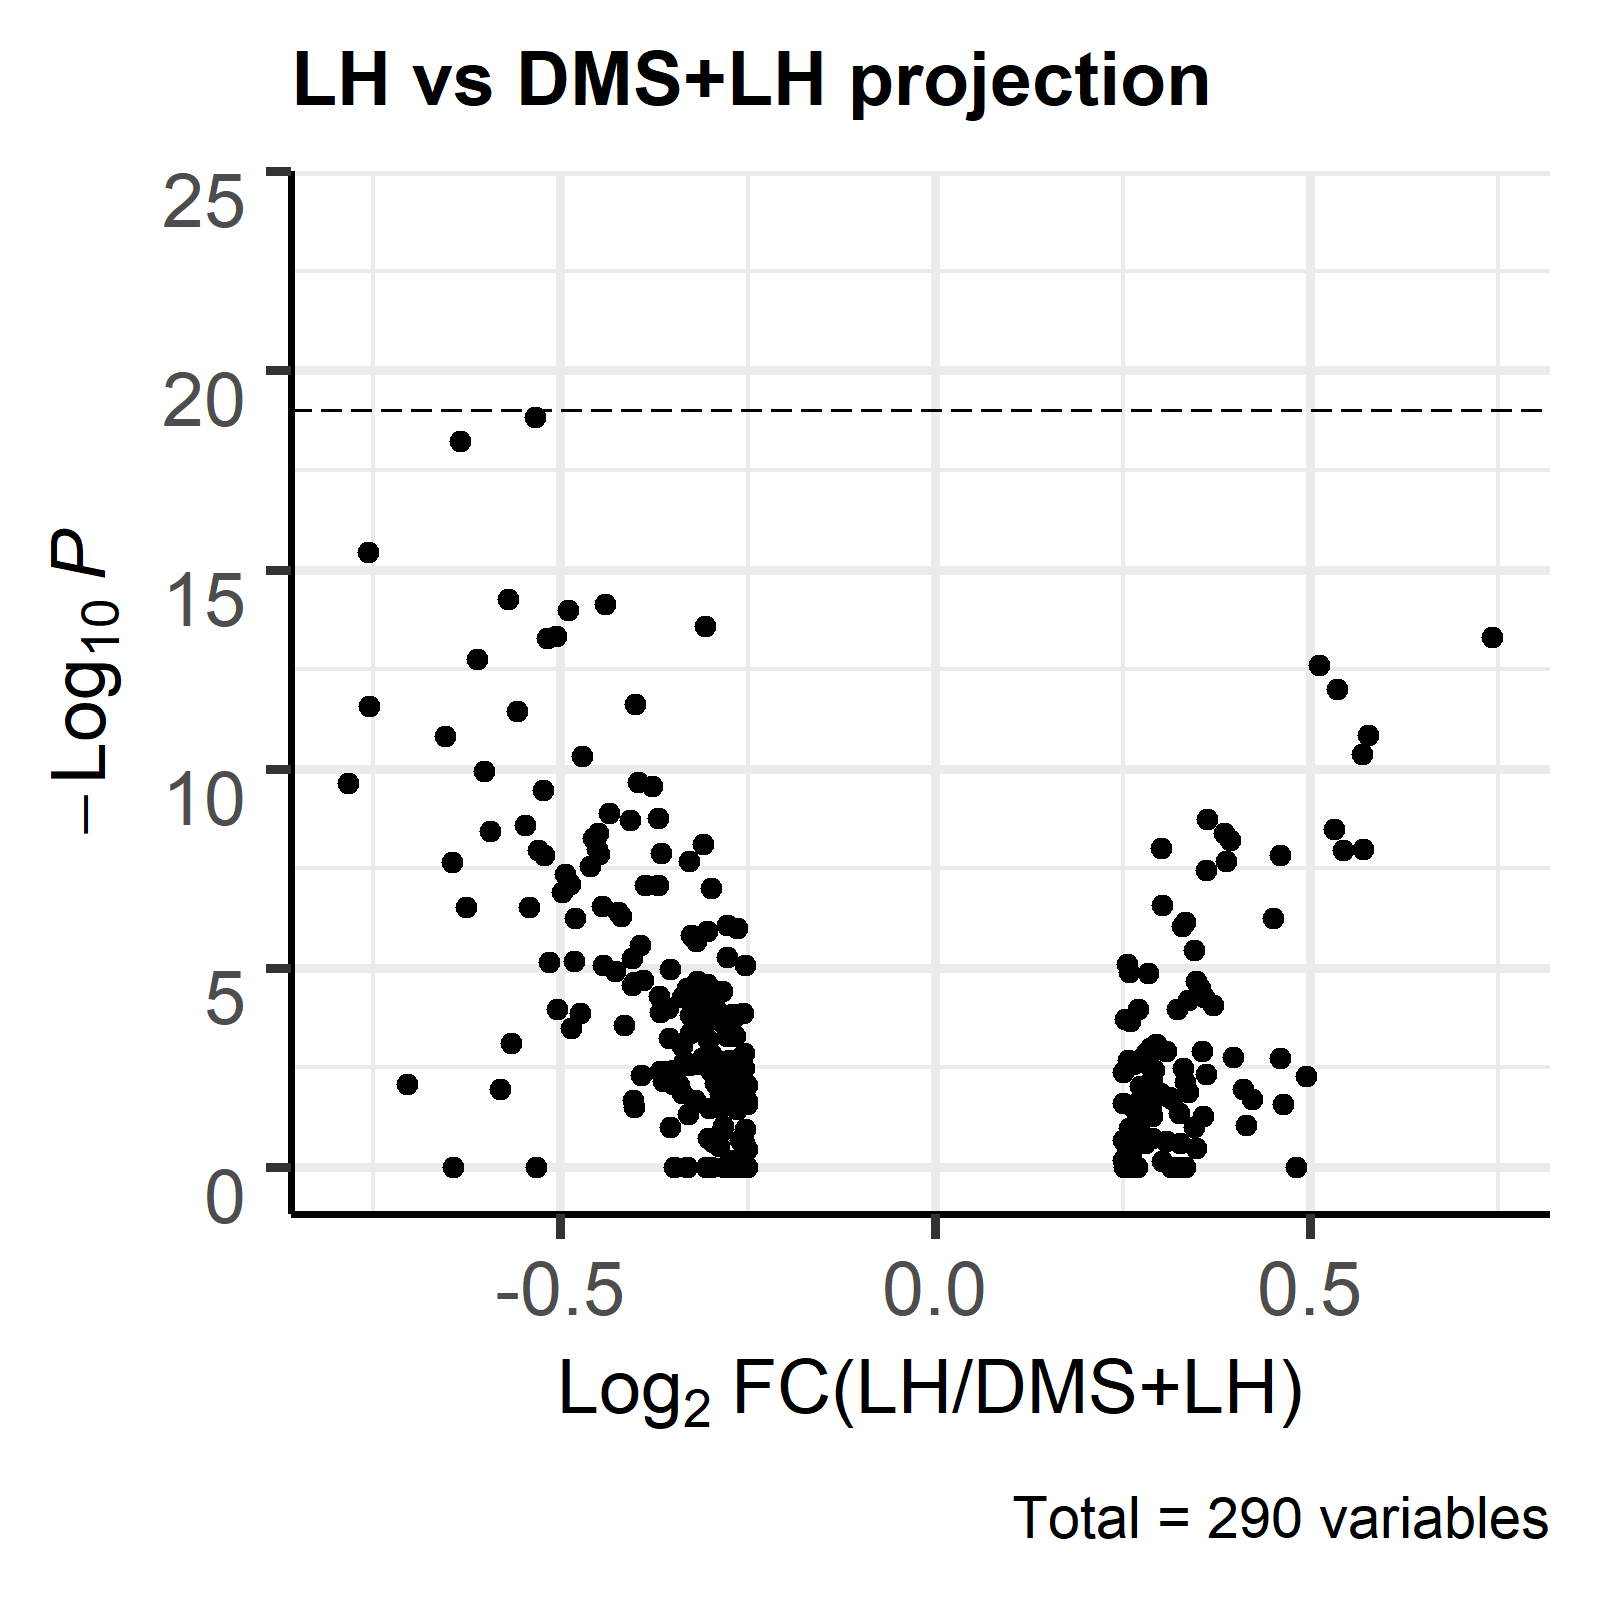 LH vs DMS+LH projection
25
20
15
10
5
0
−Log10 P
-0.5 0.0 0.5
Log2 FC(LH/DMS+LH)
Total = 290 variables